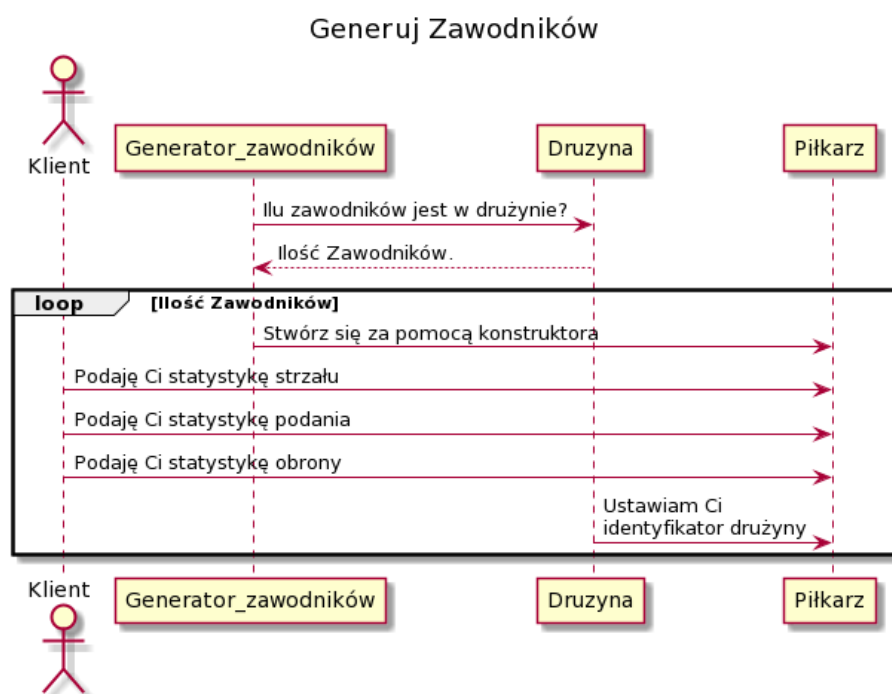 Generuj Zawodników
Klient
Generator_zawodników
Druzyna
Piłkarz
Ilu zawodników jest w drużynie?
Ilość Zawodników.
loop
[Ilość Zawodników]
Stwórz się za pomocą konstruktora
Podaję Ci statystykę strzału
Podaję Ci statystykę podania
Podaję Ci statystykę obrony
Ustawiam Ci
identyfikator drużyny
Klient
Generator_zawodników
Druzyna
Piłkarz